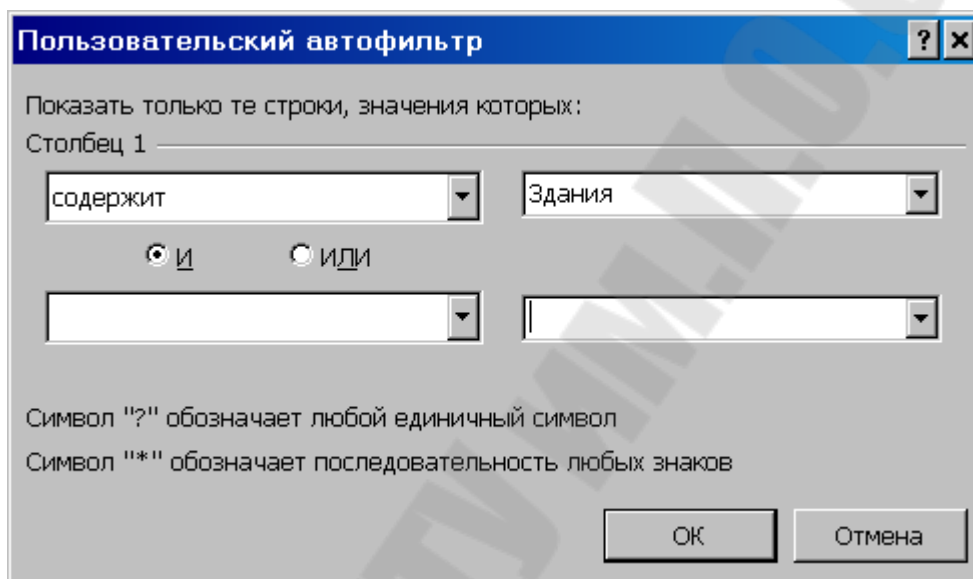 Пользовательский автофильтр
Показать только те строки, значения которых:
Столбец 1
содержит Здания
И ИЛИ
Символ "?" обозначает любой единичный символ
Символ "*" обозначает последовательность любых знаков
ОК Отмена